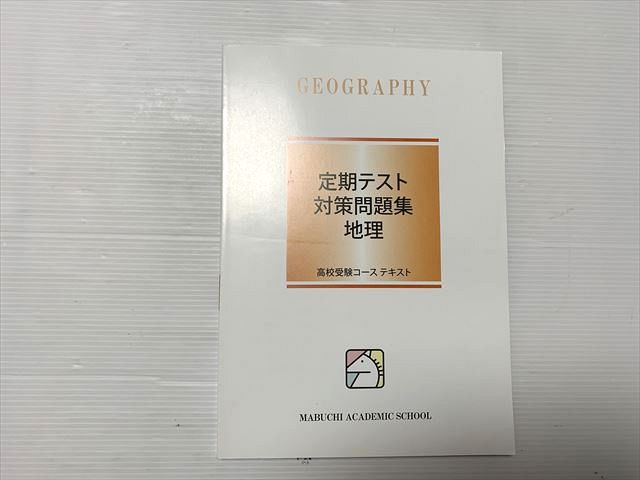 GEOGRAPHY
定期テスト
対策問題集
地理
高校受験コース テキスト
MABUCHI ACADEMIC SCHOOL